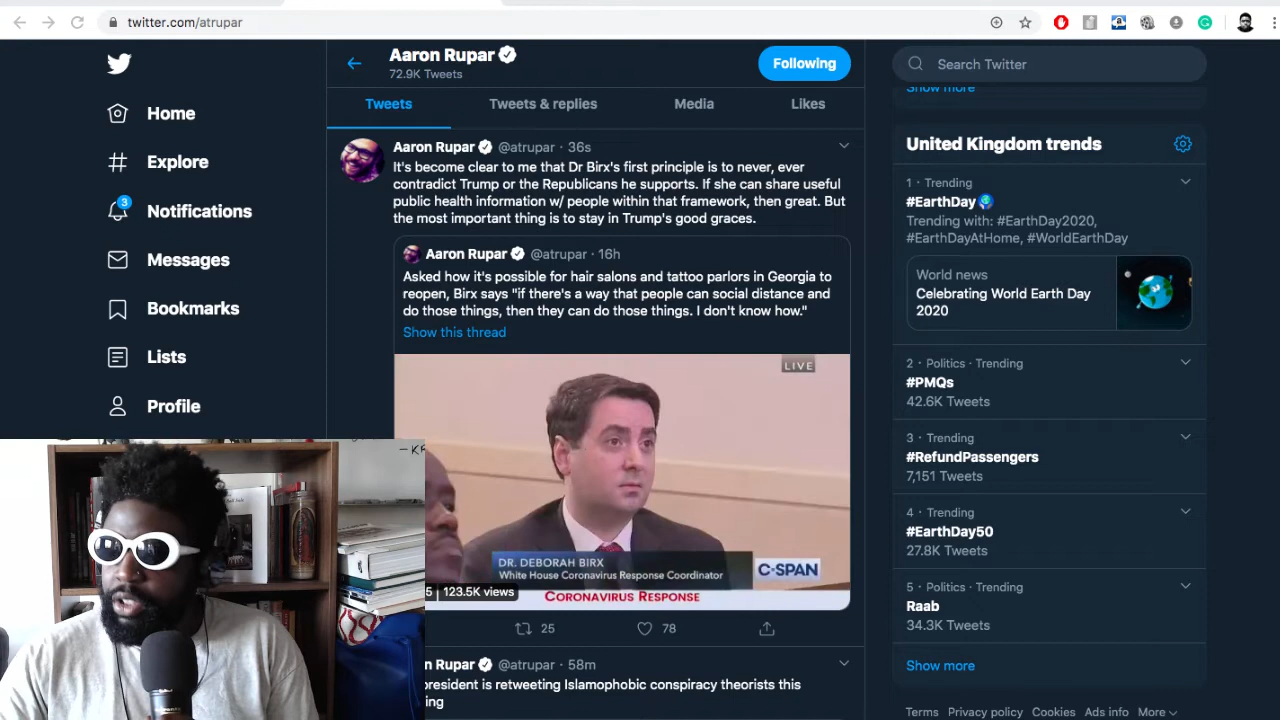 twitter.com/atrupar
Aaron Rupar
72.9K Tweets
Following
Search Twitter
Tweets
Tweets & replies
Media
Likes
Home
Explore
3
Notifications
Messages
Bookmarks
Lists
Profile
Aaron Rupar @atrupar · 36s
It's become clear to me that Dr Birx's first principle is to never, ever
contradict Trump or the Republicans he supports. If she can share useful
public health information w/ people within that framework, then great. But
the most important thing is to stay in Trump's good graces.
Aaron Rupar @atrupar · 16h
Asked how it's possible for hair salons and tattoo parlors in Georgia to
reopen, Birx says "if there's a way that people can social distance and
do those things, then they can do those things. I don't know how."
Show this thread
LIVE
DR. DEBORAH BIRX
White House Coronavirus Response Coordinator
C-SPAN
5 | 123.5K views
CORONAVIRUS RESPONSE
25
78
n Rupar @atrupar · 58m
president is retweeting Islamophobic conspiracy theorists this
ing
Show more
United Kingdom trends
1 · Trending
#EarthDay
Trending with: #EarthDay2020,
#EarthDayAtHome, #WorldEarthDay
World news
Celebrating World Earth Day
2020
2 · Politics · Trending
#PMQs
42.6K Tweets
3 · Trending
#RefundPassengers
7,151 Tweets
4 · Trending
#EarthDay50
27.8K Tweets
5 · Politics · Trending
Raab
34.3K Tweets
Show more
Terms Privacy policy Cookies Ads info More